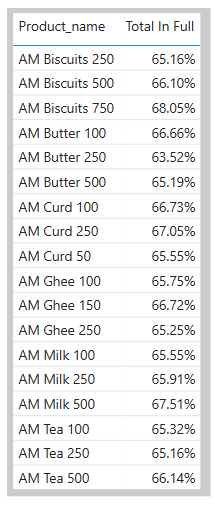 Product_name Total In Full
AM Biscuits 250 65.16%
AM Biscuits 500 66.10%
AM Biscuits 750 68.05%
AM Butter 100 66.66%
AM Butter 250 63.52%
AM Butter 500 65.19%
AM Curd 100 66.73%
AM Curd 250 67.05%
AM Curd 50 65.55%
AM Ghee 100 65.75%
AM Ghee 150 66.72%
AM Ghee 250 65.25%
AM Milk 100 65.55%
AM Milk 250 65.91%
AM Milk 500 67.51%
AM Tea 100 65.32%
AM Tea 250 65.16%
AM Tea 500 66.14%